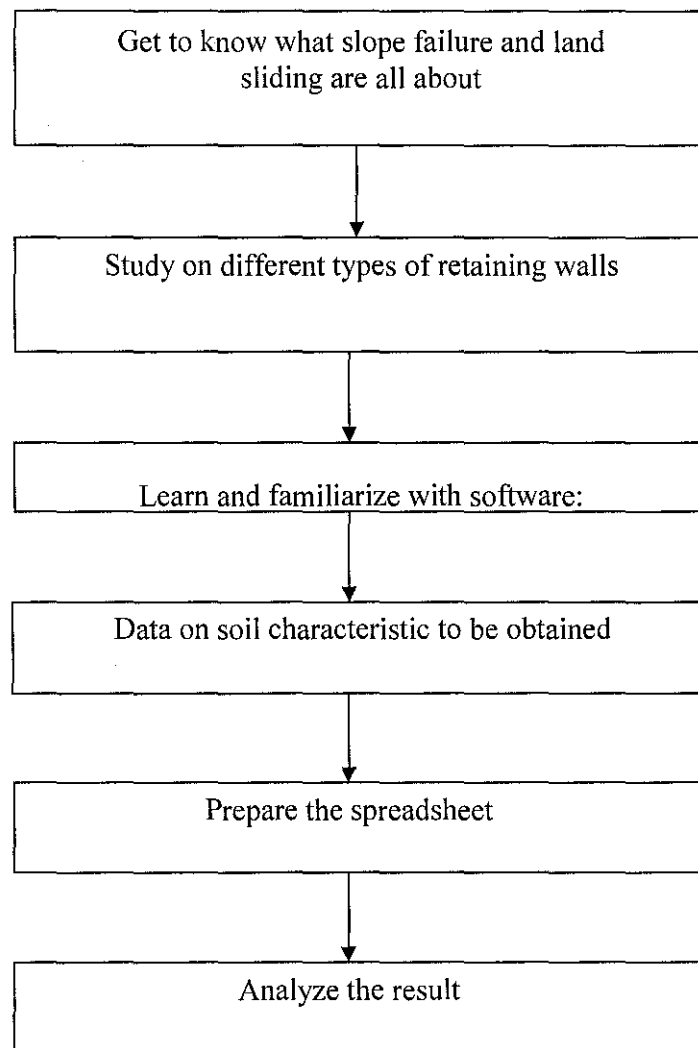 Get to know what slope failure and land
sliding are all about
Study on different types of retaining walls
Learn and familiarize with software:
Data on soil characteristic to be obtained
Prepare the spreadsheet
Analyze the result